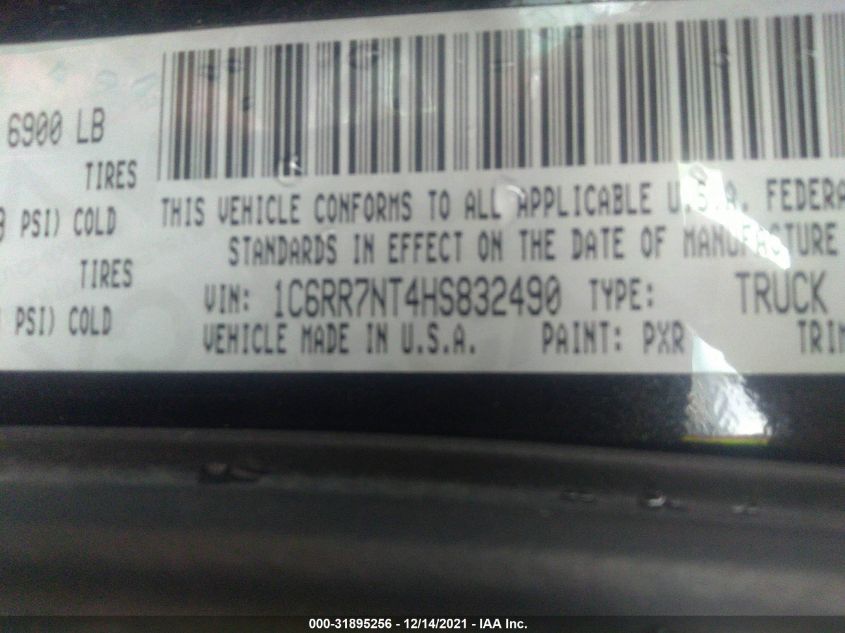 6900 LB
TIRES
PSI) COLD
TIRES
PSI) COLD
THIS VEHICLE CONFORMS TO ALL APPLICABLE U.S.A. FEDERA
STANDARDS IN EFFECT ON THE DATE OF MANUFACTURE
VIN: 1C6RR7NT4HS832490 TYPE: TRUCK
VEHICLE MADE IN U.S.A. PAINT: PXR TRIM
000-31895256 - 12/14/2021 - IAA Inc.